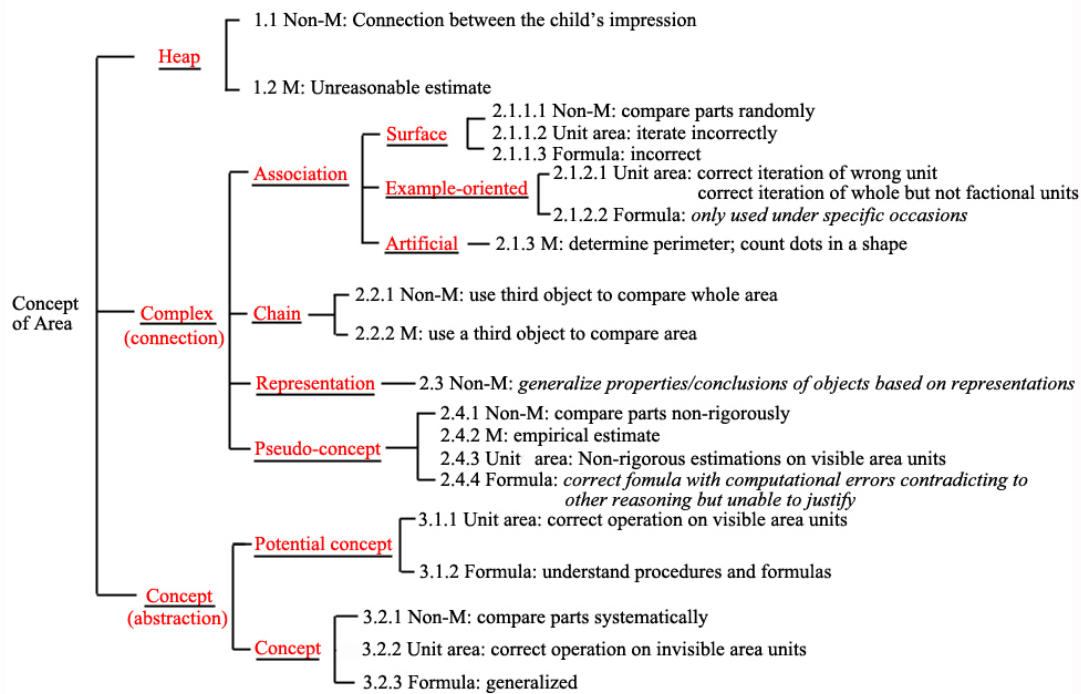 1.1 Non-M: Connection between the child's impression
Heap
1.2 M: Unreasonable estimate
2.1.1.1 Non-M: compare parts randomly
Surface
2.1.1.2 Unit area: iterate incorrectly
2.1.1.3 Formula: incorrect
Association
2.1.2.1 Unit area: correct iteration of wrong unit
correct iteration of whole but not factional units
Example-oriented
2.1.2.2 Formula: only used under specific occasions
Artificial
2.1.3 M: determine perimeter; count dots in a shape
Concept
of Area
Complex
(connection)
Chain
2.2.1 Non-M: use third object to compare whole area
2.2.2 M: use a third object to compare area
Representation
2.3 Non-M: generalize properties/conclusions of objects based on representations
Pseudo-concept
2.4.1 Non-M: compare parts non-rigorously
2.4.2 M: empirical estimate
2.4.3 Unit area: Non-rigorous estimations on visible area units
2.4.4 Formula: correct fomula with computational errors contradicting to
other reasoning but unable to justify
Potential concept
3.1.1 Unit area: correct operation on visible area units
3.1.2 Formula: understand procedures and formulas
Concept
(abstraction)
Concept
3.2.1 Non-M: compare parts systematically
3.2.2 Unit area: correct operation on invisible area units
3.2.3 Formula: generalized